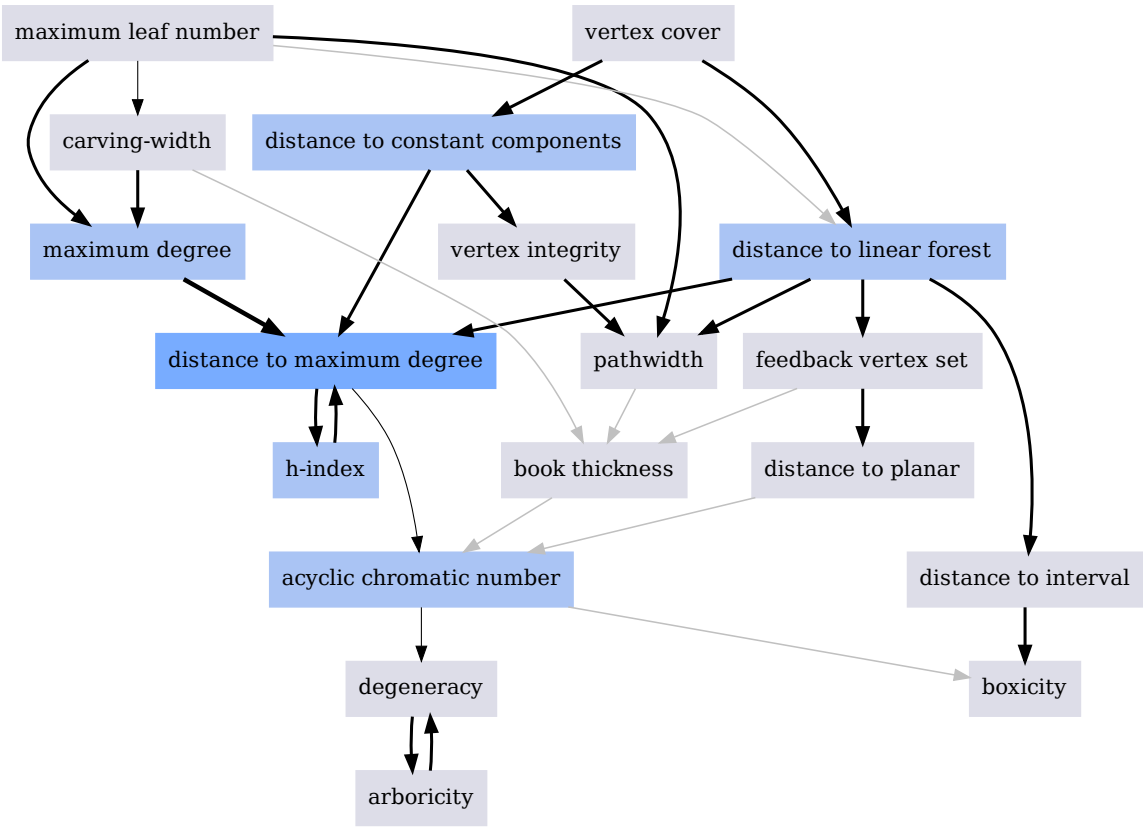 maximum leaf number
vertex cover
carving-width
distance to constant components
maximum degree
vertex integrity
distance to linear forest
distance to maximum degree
pathwidth
feedback vertex set
h-index
book thickness
distance to planar
acyclic chromatic number
distance to interval
degeneracy
boxicity
arboricity